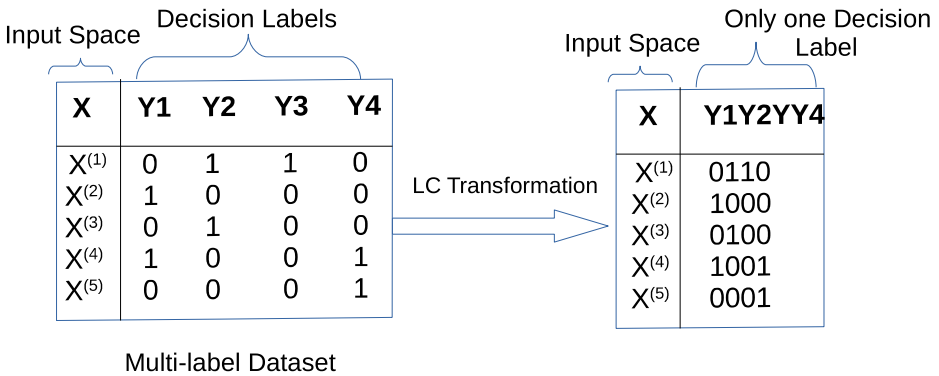 Decision Labels
Input Space
X Y1 Y2 Y3 Y4
X(1) 0 1 1 0
X(2) 1 0 0 0
X(3) 0 1 0 0
X(4) 1 0 0 1
X(5) 0 0 0 1
Multi-label Dataset
LC Transformation
Only one Decision
Label
Input Space
X Y1Y2YY4
X(1) 0110
X(2) 1000
X(3) 0100
X(4) 1001
X(5) 0001